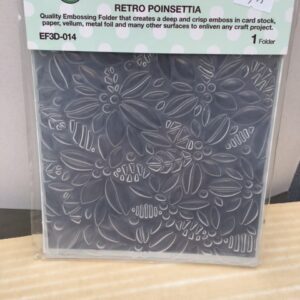 RETRO POINSETTIA
Quality Embossing Folder that creates a deep and crisp emboss in card stock,
paper, vellum, metal foil and many other surfaces to enliven any craft project.
EF3D-014 1 Folder